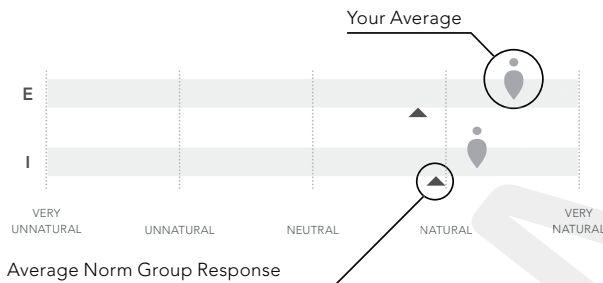 Your Average
E
I
VERY
UNNATURAL
UNNATURAL
NEUTRAL
NATURAL
VERY
NATURAL
Average Norm Group Response